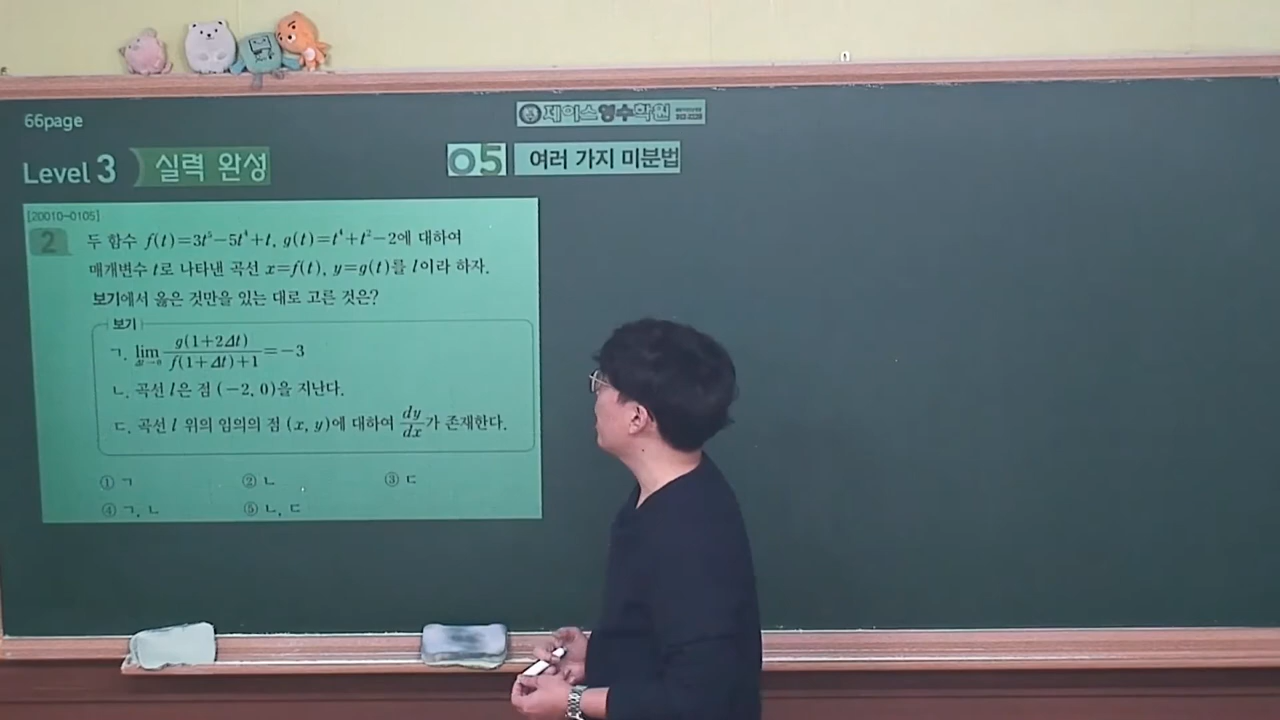 66page
제이스영수학원
Level 3 실력 완성
05 여러 가지 미분법
[20010-0105]
2 두 함수 f(t)=3t⁵-5t⁴+t, g(t)=t⁴+t²-2에 대하여
매개변수 t로 나타낸 곡선 x=f(t), y=g(t)를 l이라 하자.
보기에서 옳은 것만을 있는 대로 고른 것은?
보기
ㄱ. lim Δt→0 g(1+2Δt)/f(1+Δt)+1 =-3
ㄴ. 곡선 l은 점 (-2, 0)을 지난다.
ㄷ. 곡선 l 위의 임의의 점 (x, y)에 대하여 dy/dx가 존재한다.
① ㄱ ② ㄴ ③ ㄷ
④ ㄱ, ㄴ ⑤ ㄴ, ㄷ